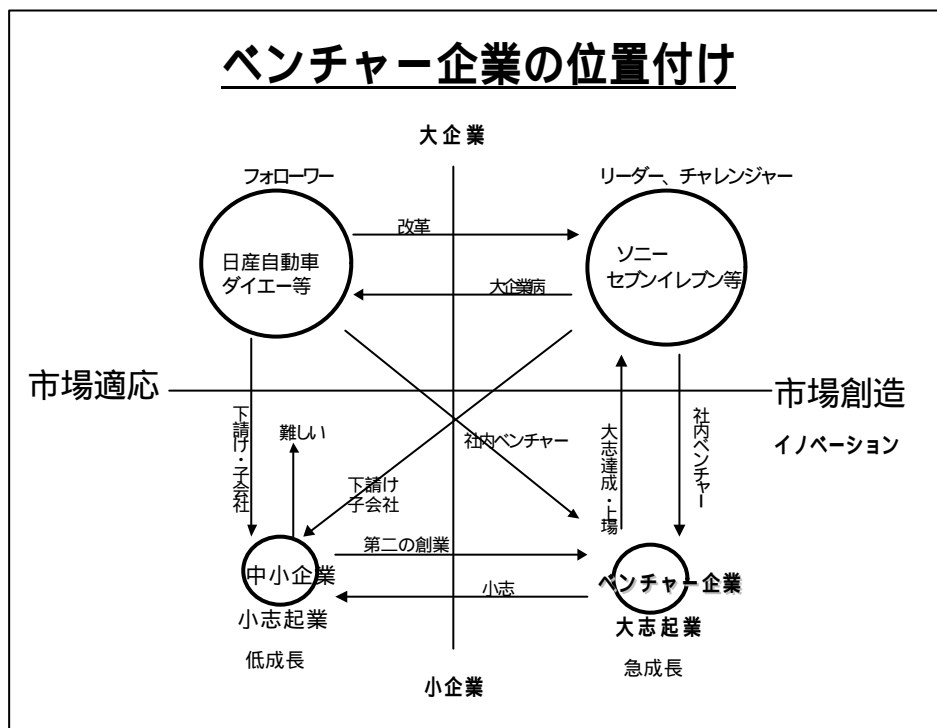 ベンチャー企業の位置付け
大企業
フォローワー
リーダー、チャレンジャー
改革
日産自動車
ダイエー等
ソニー
セブンイレブン等
大企業病
市場適応
市場創造
イノベーション
下請け・子会社
難しい
下請け
子会社
社内ベンチャー
大志達成・上場
社内ベンチャー
第二の創業
中小企業
小志起業
低成長
小志
ベンチャー企業
大志起業
急成長
小企業